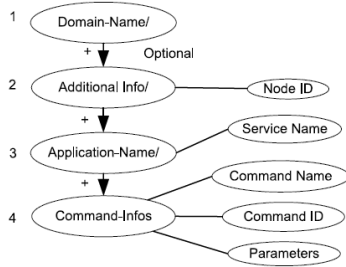 1
Domain-Name/
+
Optional
2
Additional Info/
Node ID
+
Service Name
3
Application-Name/
+
Command Name
4
Command-Infos
Command ID
Parameters